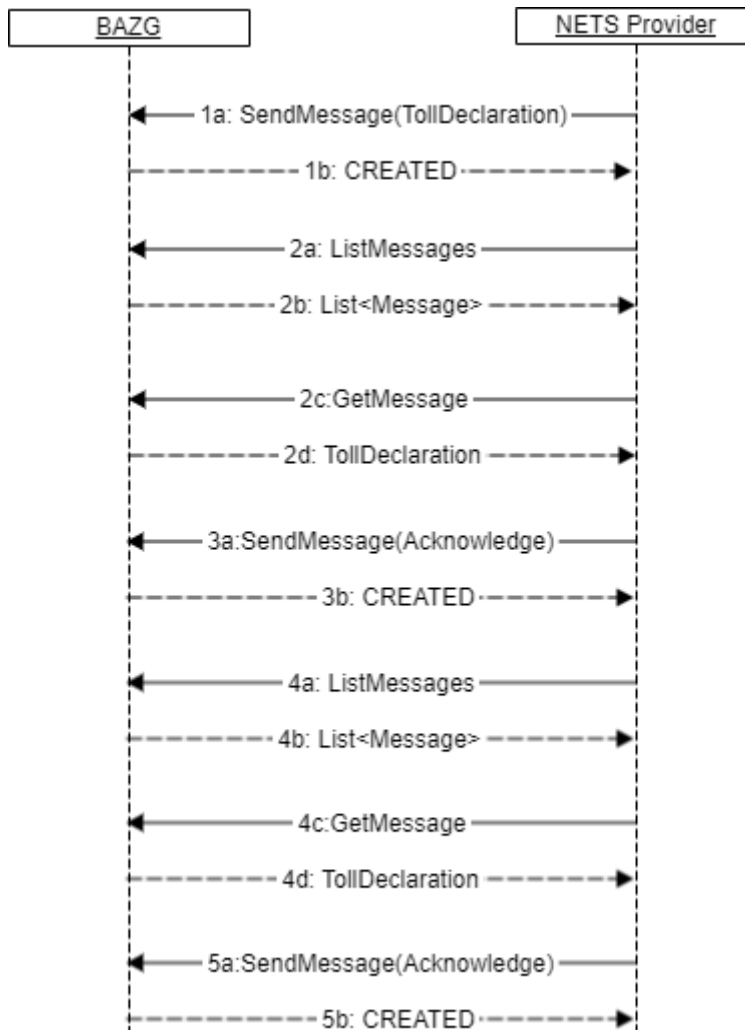 BAZG
NETS Provider
1a: SendMessage(TollDeclaration)
1b: CREATED
2a: ListMessages
2b: List<Message>
2c:GetMessage
2d: TollDeclaration
3a:SendMessage(Acknowledge)
3b: CREATED
4a: ListMessages
4b: List<Message>
4c:GetMessage
4d: TollDeclaration
5a:SendMessage(Acknowledge)
5b: CREATED